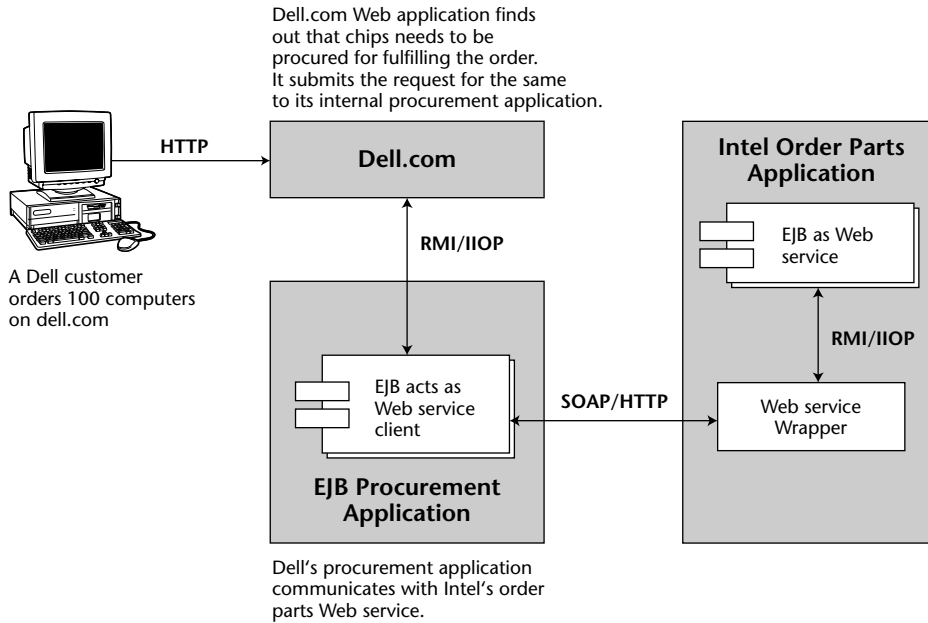 Dell.com Web application finds
out that chips needs to be
procured for fulfilling the order.
It submits the request for the same
to its internal procurement application.
HTTP
Dell.com
Intel Order Parts
Application
EJB as Web
service
RMI/IIOP
A Dell customer
orders 100 computers
on dell.com
RMI/IIOP
EJB acts as
Web service
client
SOAP/HTTP
Web service
Wrapper
EJB Procurement
Application
Dell's procurement application
communicates with Intel's order
parts Web service.